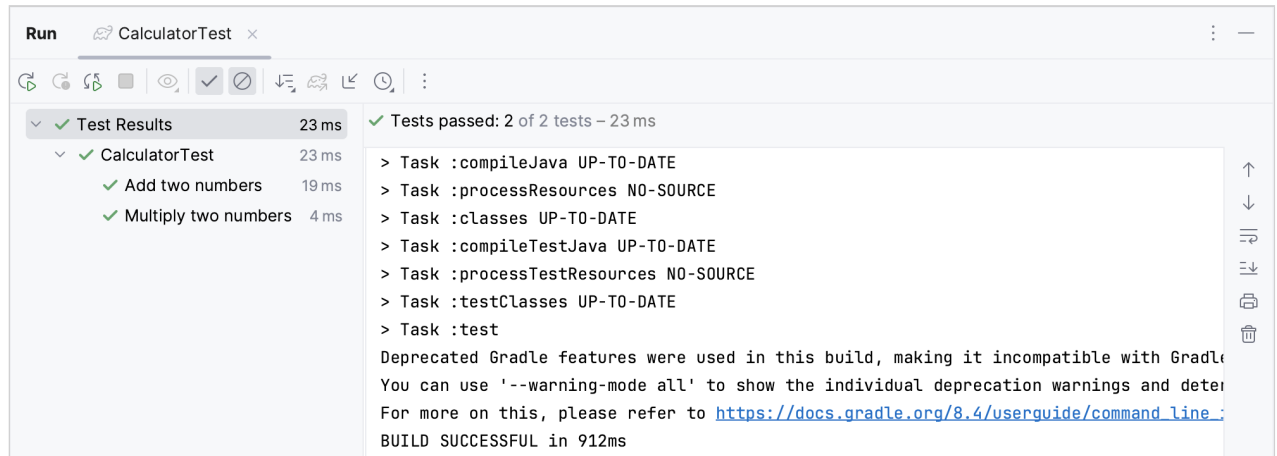 Run CalculatorTest
Test Results 23 ms
CalculatorTest 23 ms
Add two numbers 19 ms
Multiply two numbers 4 ms
Tests passed: 2 of 2 tests – 23 ms
> Task :compileJava UP-TO-DATE
> Task :processResources NO-SOURCE
> Task :classes UP-TO-DATE
> Task :compileTestJava UP-TO-DATE
> Task :processTestResources NO-SOURCE
> Task :testClasses UP-TO-DATE
> Task :test
Deprecated Gradle features were used in this build, making it incompatible with Gradle
You can use '--warning-mode all' to show the individual deprecation warnings and
For more on this, please refer to https://docs.gradle.org/8.4/userguide/command_line_
BUILD SUCCESSFUL in 912ms